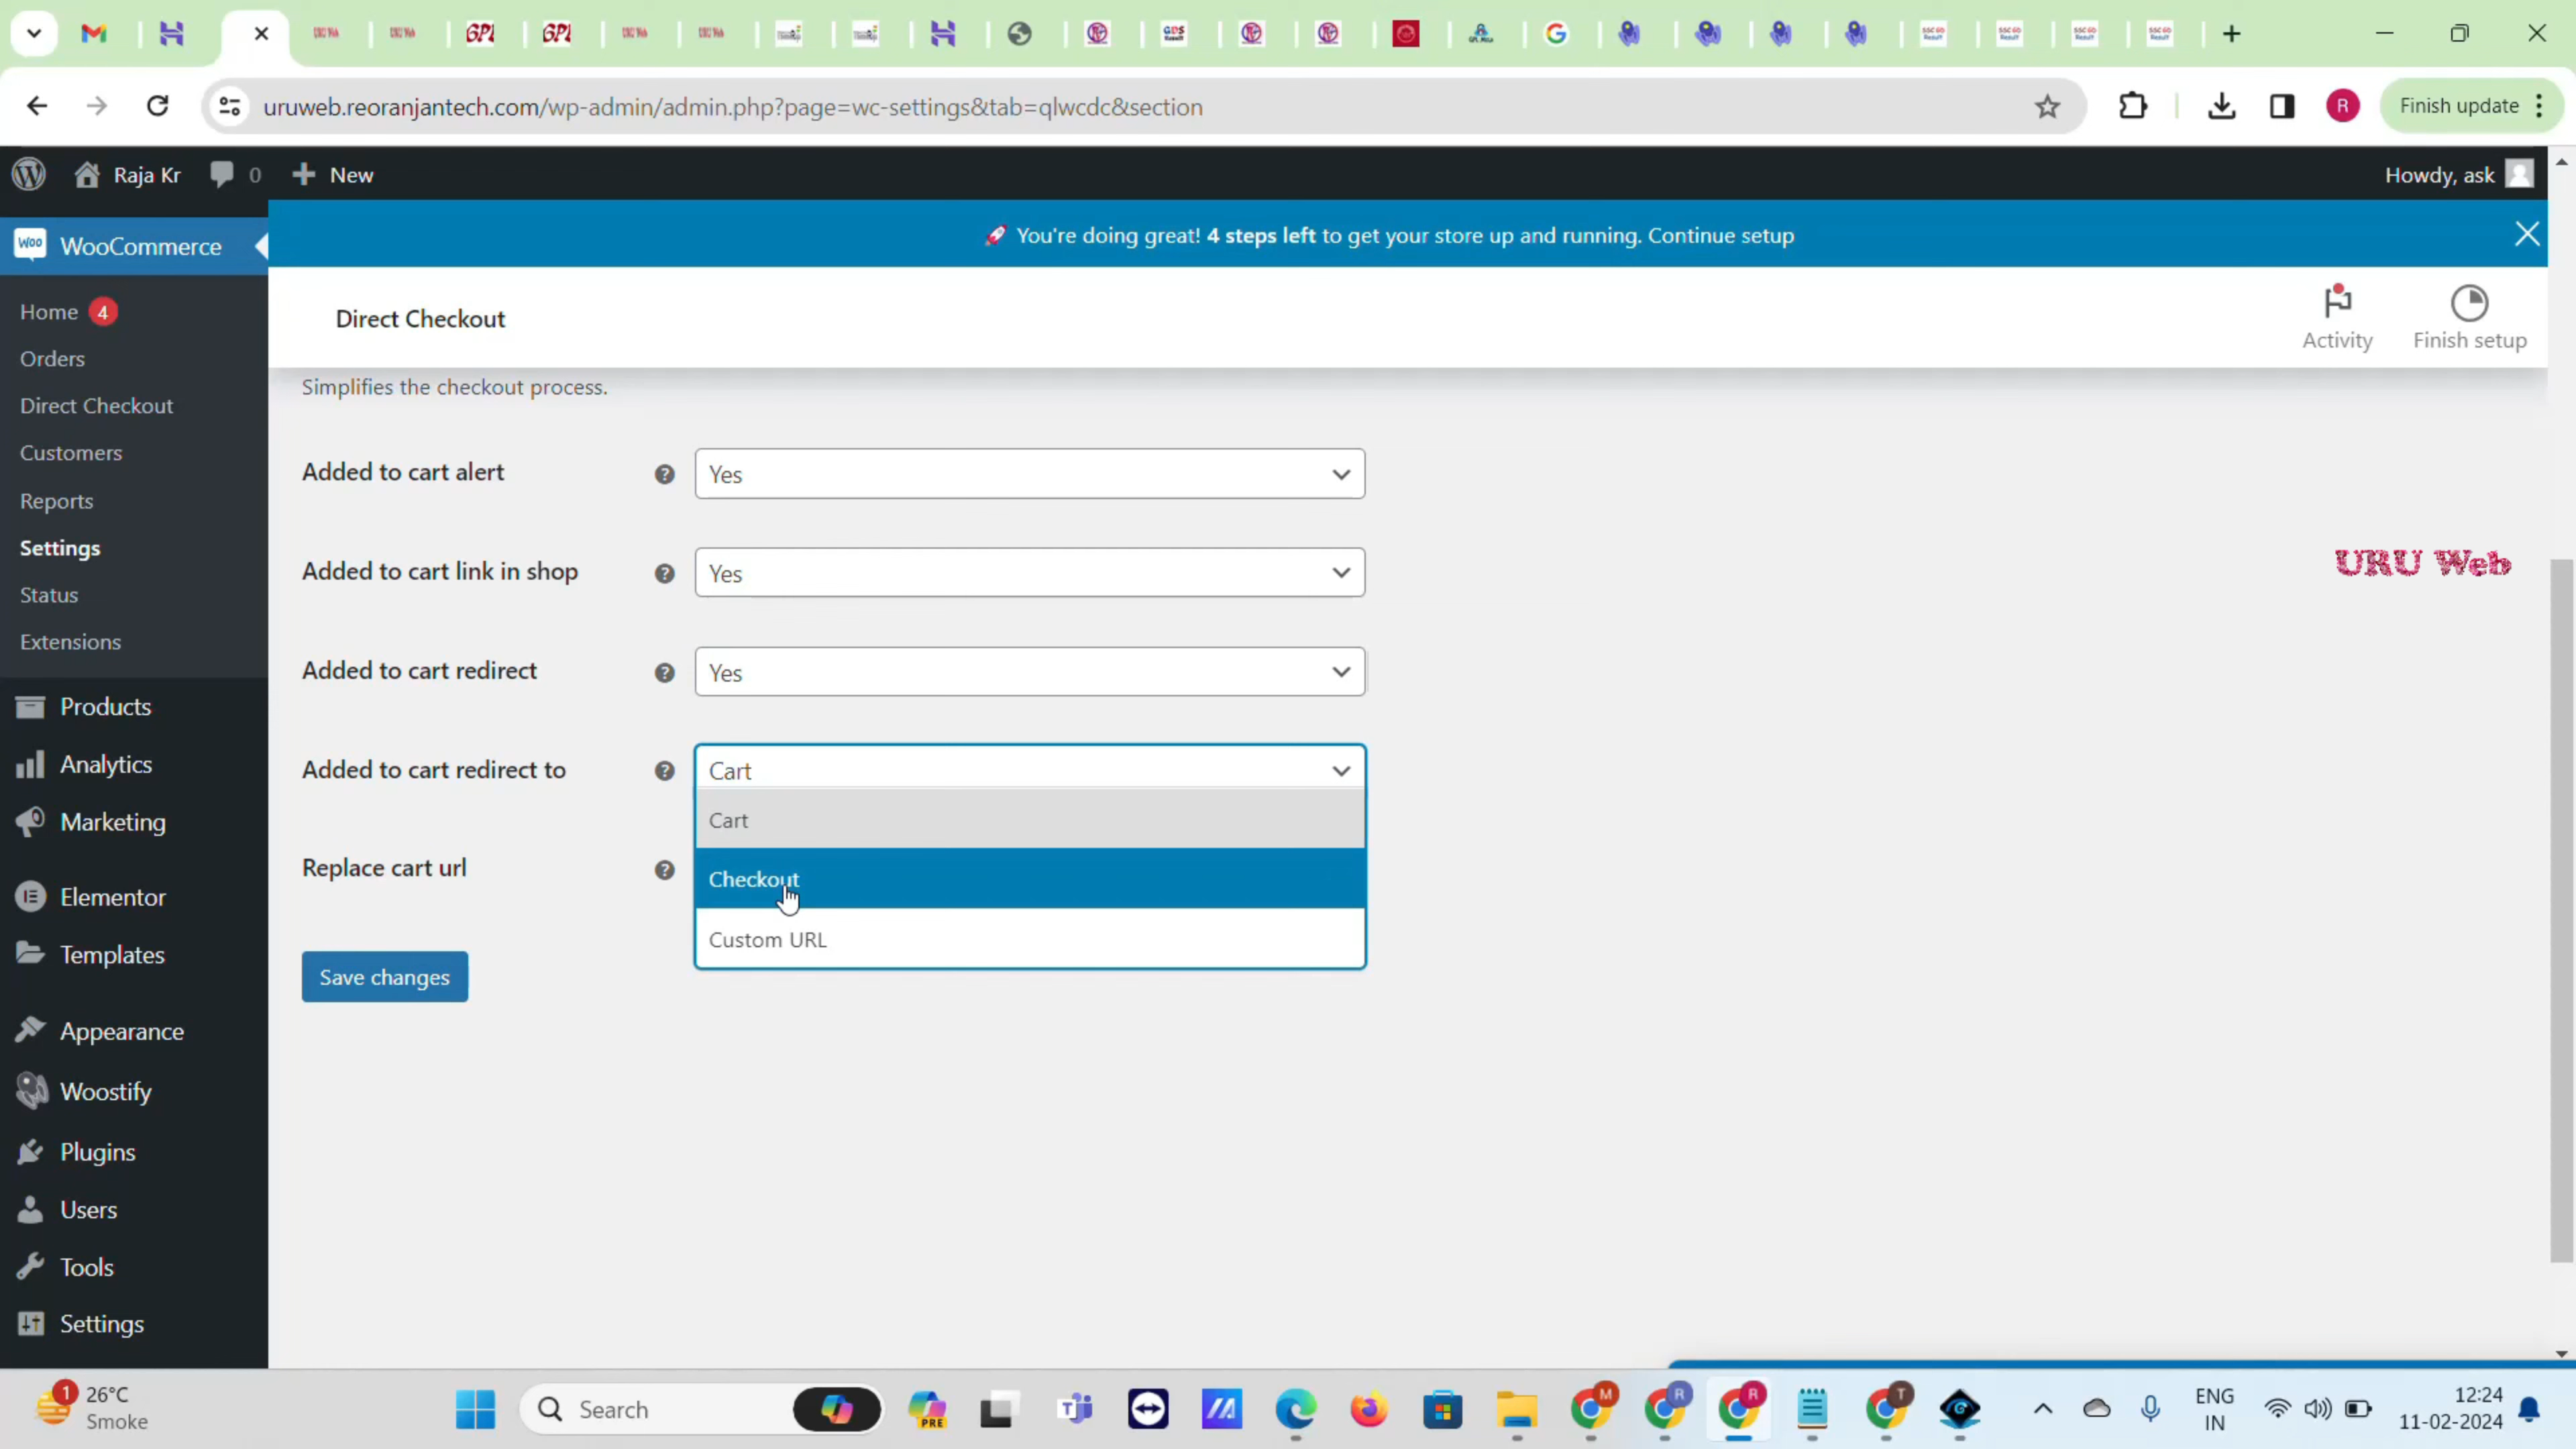 uruweb.reoranjantech.com/wp-admin/admin.php?page=wc-settings&tab=qlwcdc&section
R
Finish update
Raja Kr
0
New
Howdy, ask
Woo
WooCommerce
🚀 You're doing great! 4 steps left to get your store up and running. Continue setup
Home 4
Orders
Direct Checkout
Customers
Reports
Settings
Status
Extensions
Products
Analytics
Marketing
Elementor
Templates
Appearance
Woostify
Plugins
Users
Tools
Settings
Direct Checkout
Activity
Finish setup
Simplifies the checkout process.
Added to cart alert
Yes
Added to cart link in shop
Yes
URU Web
Added to cart redirect
Yes
Added to cart redirect to
Cart
Cart
Replace cart url
Checkout
Custom URL
Save changes
1
26°C
Smoke
Search
PRE
M
R
R
T
ENG
IN
12:24
11-02-2024